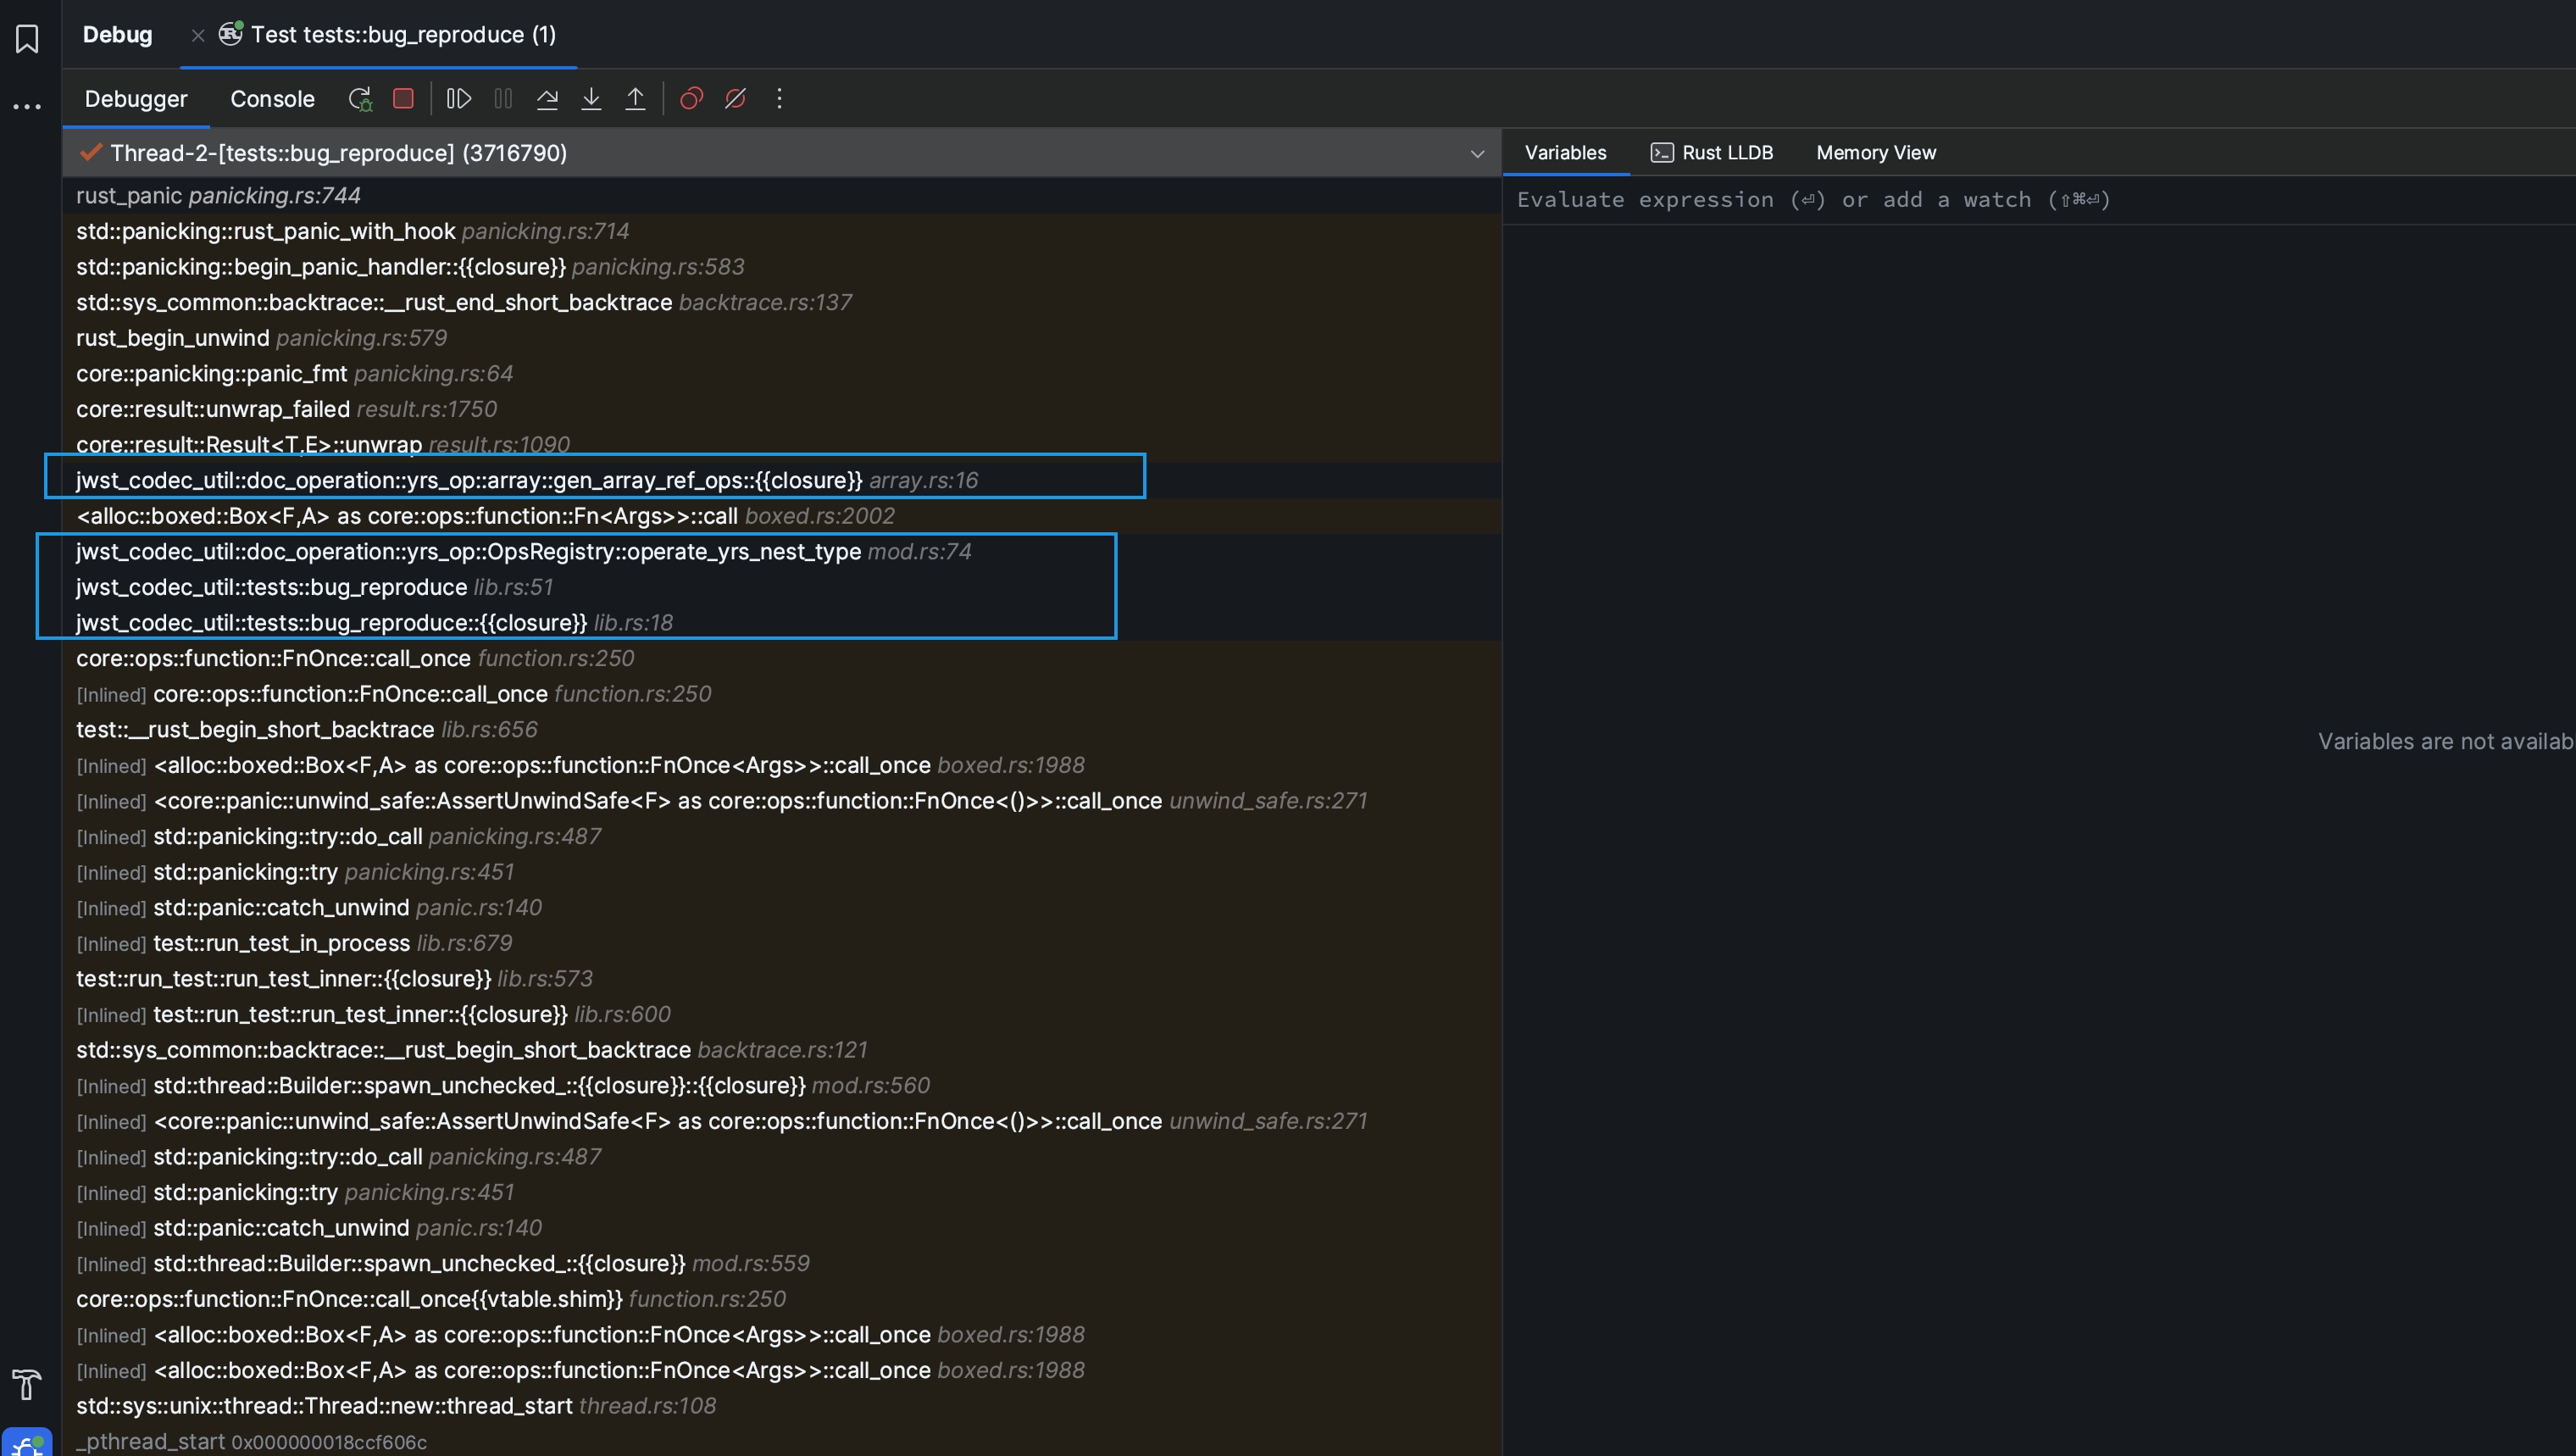 Debug
Test tests::bug_reproduce (1)
Debugger
Console
Thread-2-[tests::bug_reproduce] (3716790)
rust_panic panicking.rs:744
std::panicking::rust_panic_with_hook panicking.rs:714
std::panicking::begin_panic_handler::{{closure}} panicking.rs:583
std::sys_common::backtrace::__rust_end_short_backtrace backtrace.rs:137
rust_begin_unwind panicking.rs:579
core::panicking::panic_fmt panicking.rs:64
core::result::unwrap_failed result.rs:1750
core::result::Result<T,E>::unwrap result.rs:1090
jwst_codec_util::doc_operation::yrs_op::array::gen_array_ref_ops::{{closure}} array.rs:16
<alloc::boxed::Box<F,A> as core::ops::function::Fn<Args>>::call boxed.rs:2002
jwst_codec_util::doc_operation::yrs_op::OpsRegistry::operate_yrs_nest_type mod.rs:74
jwst_codec_util::tests::bug_reproduce lib.rs:51
jwst_codec_util::tests::bug_reproduce::{{closure}} lib.rs:18
core::ops::function::FnOnce::call_once function.rs:250
[Inlined] core::ops::function::FnOnce::call_once function.rs:250
test::__rust_begin_short_backtrace lib.rs:656
[Inlined] <alloc::boxed::Box<F,A> as core::ops::function::FnOnce<Args>>::call_once boxed.rs:1988
[Inlined] <core::panic::unwind_safe::AssertUnwindSafe<F> as core::ops::function::FnOnce<()>>::call_once unwind_safe.rs:271
[Inlined] std::panicking::try::do_call panicking.rs:487
[Inlined] std::panicking::try panicking.rs:451
[Inlined] std::panic::catch_unwind panic.rs:140
[Inlined] test::run_test_in_process lib.rs:679
test::run_test::run_test_inner::{{closure}} lib.rs:573
[Inlined] test::run_test::run_test_inner::{{closure}} lib.rs:600
std::sys_common::backtrace::__rust_begin_short_backtrace backtrace.rs:121
[Inlined] std::thread::Builder::spawn_unchecked_::{{closure}}::{{closure}} mod.rs:560
[Inlined] <core::panic::unwind_safe::AssertUnwindSafe<F> as core::ops::function::FnOnce<()>>::call_once unwind_safe.rs:271
[Inlined] std::panicking::try::do_call panicking.rs:487
[Inlined] std::panicking::try panicking.rs:451
[Inlined] std::panic::catch_unwind panic.rs:140
[Inlined] std::thread::Builder::spawn_unchecked_::{{closure}} mod.rs:559
core::ops::function::FnOnce::call_once{{vtable.shim}} function.rs:250
[Inlined] <alloc::boxed::Box<F,A> as core::ops::function::FnOnce<Args>>::call_once boxed.rs:1988
[Inlined] <alloc::boxed::Box<F,A> as core::ops::function::FnOnce<Args>>::call_once boxed.rs:1988
std::sys::unix::thread::Thread::new::thread_start thread.rs:108
_pthread_start 0x000000018ccf606c
Variables
Rust LLDB
Memory View
Evaluate expression (⏎) or add a watch (⇧⌘⏎)
Variables are not availab